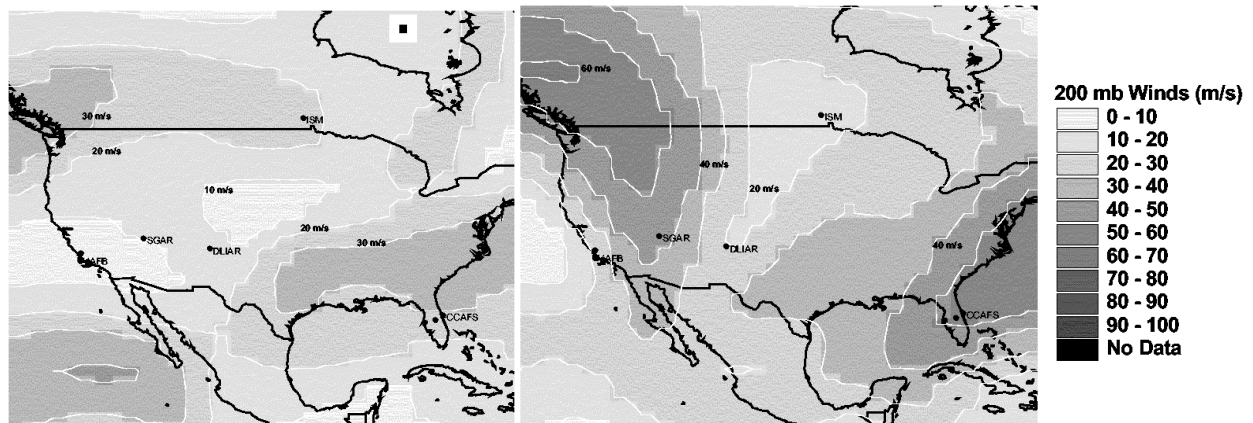 30 m/s
ISM
20 m/s
10 m/s
20 m/s
SGAR
DLIAR
30 m/s
CCAFS
60 m/s
ISM
40 m/s
20 m/s
SGAR
DLIAR
40 m/s
CCAFS
200 mb Winds (m/s)
0 - 10
10 - 20
20 - 30
30 - 40
40 - 50
50 - 60
60 - 70
70 - 80
80 - 90
90 - 100
No Data